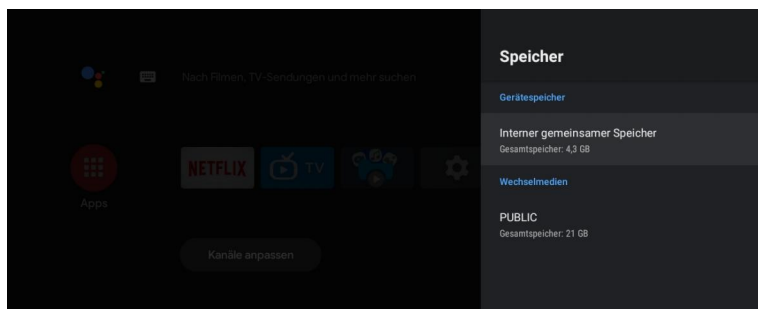 Speicher
Gerätespeicher
Interner gemeinsamer Speicher
Gesamtspeicher: 4,3 GB
Wechselmedien
PUBLIC
Gesamtspeicher: 21 GB
Nach Filmen, TV-Sendungen und mehr suchen
NETFLIX
TV
Apps
Kanäle anpassen